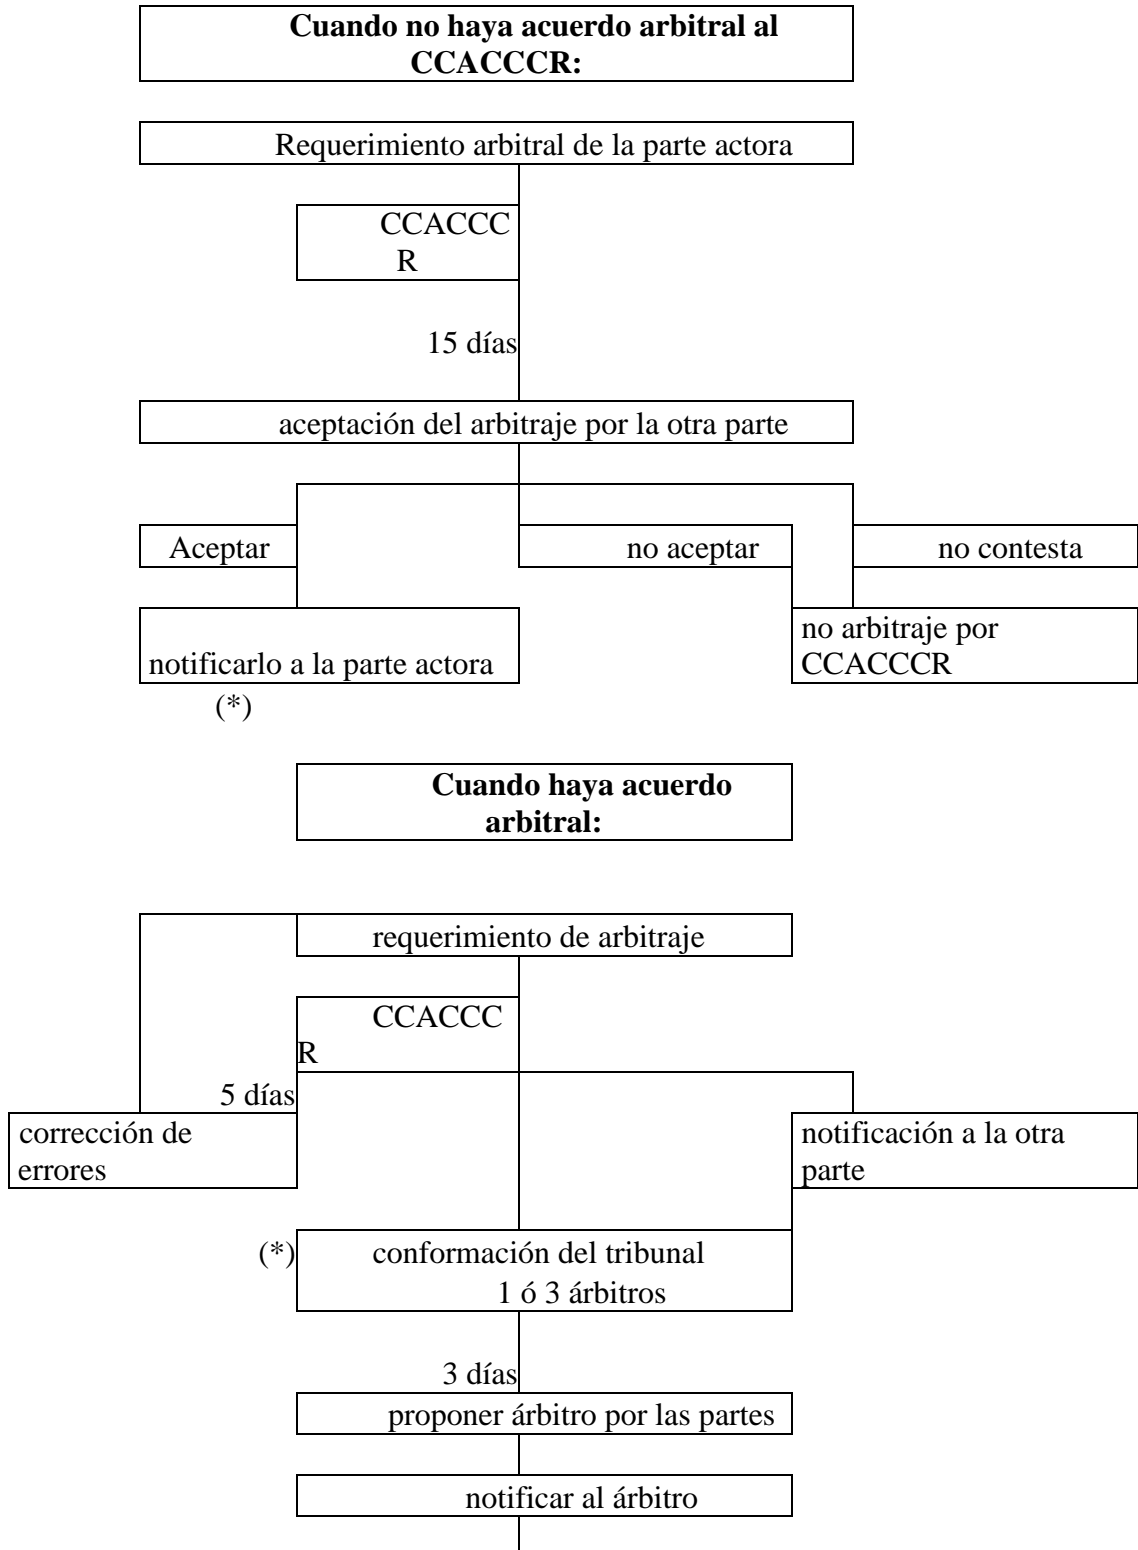 Cuando no haya acuerdo arbitral al
CCACCCR:
Requerimiento arbitral de la parte actora
CCACCC
R
15 días
aceptación del arbitraje por la otra parte
Aceptar
no aceptar
no contesta
notificarlo a la parte actora
no arbitraje por
CCACCCR
(*)
Cuando haya acuerdo
arbitral:
requerimiento de arbitraje
CCACCC
R
5 días
corrección de
errores
notificación a la otra
parte
(*)
conformación del tribunal
1 ó 3 árbitros
3 días
proponer árbitro por las partes
notificar al árbitro